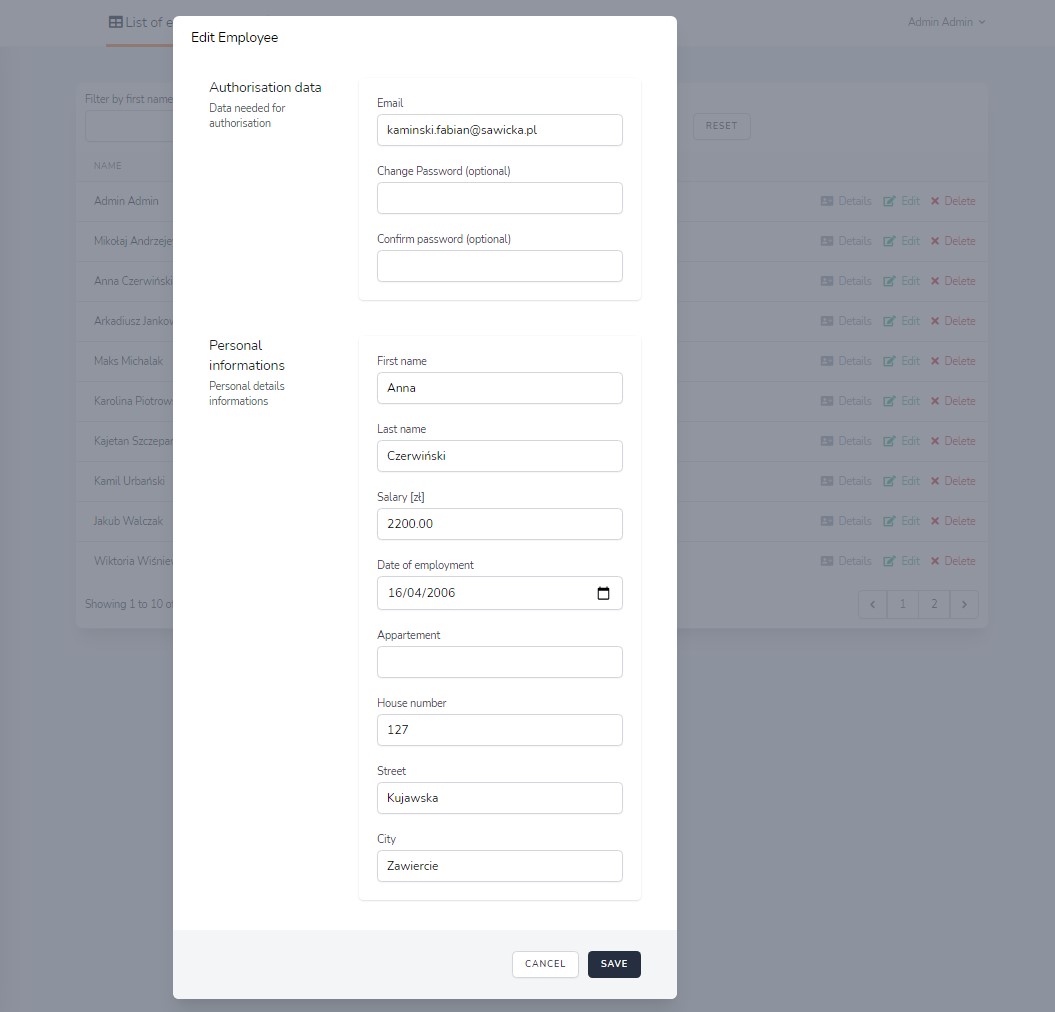 List of e
Admin Admin
Edit Employee
Authorisation data
Data needed for
authorisation
Email
kaminski.fabian@sawicka.pl
Change Password (optional)
Confirm password (optional)
Personal
informations
Personal details
informations
First name
Anna
Last name
Czerwiński
Salary [zł]
2200.00
Date of employment
16/04/2006
Appartement
House number
127
Street
Kujawska
City
Zawiercie
CANCEL SAVE
Filter by first name
RESET
NAME
Admin Admin Details Edit Delete
Mikołaj Andrzeje Details Edit Delete
Anna Czerwiński Details Edit Delete
Arkadiusz Jankow Details Edit Delete
Maks Michalak Details Edit Delete
Karolina Piotrow Details Edit Delete
Kajetan Szczepan Details Edit Delete
Kamil Urbański Details Edit Delete
Jakub Walczak Details Edit Delete
Wiktoria Wiśniew Details Edit Delete
Showing 1 to 10 of
1 2